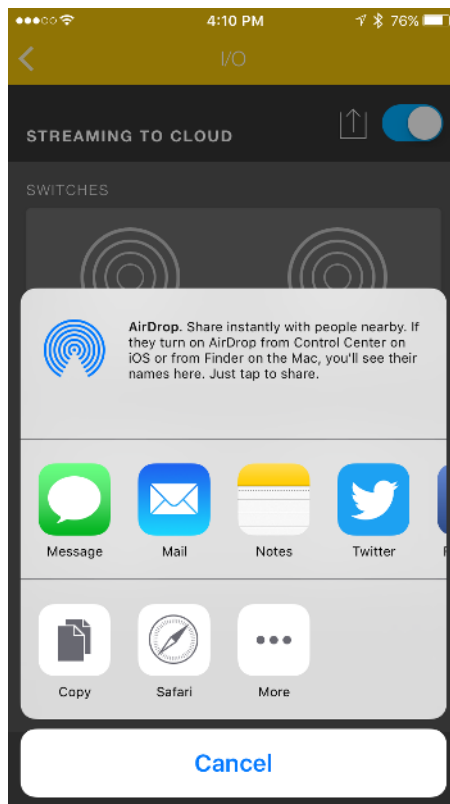 4:10 PM
76%
I/O
STREAMING TO CLOUD
SWITCHES
AirDrop. Share instantly with people nearby. If
they turn on AirDrop from Control Center on
iOS or from Finder on the Mac, you'll see their
names here. Just tap to share.
Message Mail Notes Twitter
Copy Safari More
Cancel